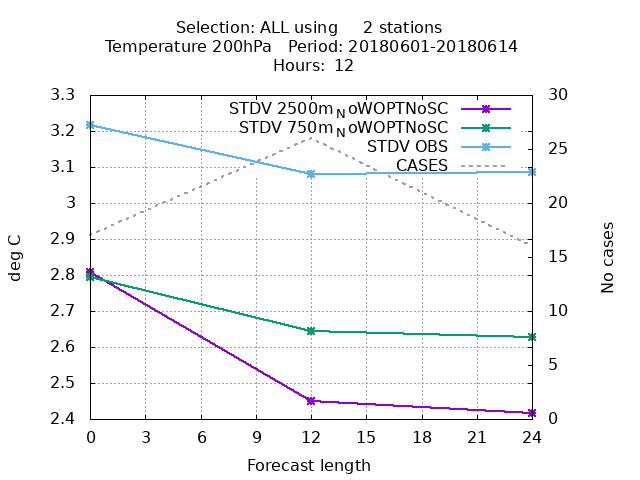 Selection: ALL using     2 stations
Temperature 200hPa   Period: 20180601-20180614
Hours:  12
STDV 2500m_NoWOPTNoSC
STDV 750m_NoWOPTNoSC
STDV OBS
CASES
3.3
3.2
3.1
3
2.9
2.8
2.7
2.6
2.5
2.4
deg C
30
25
20
15
10
5
0
No cases
0 3 6 9 12 15 18 21 24
Forecast length